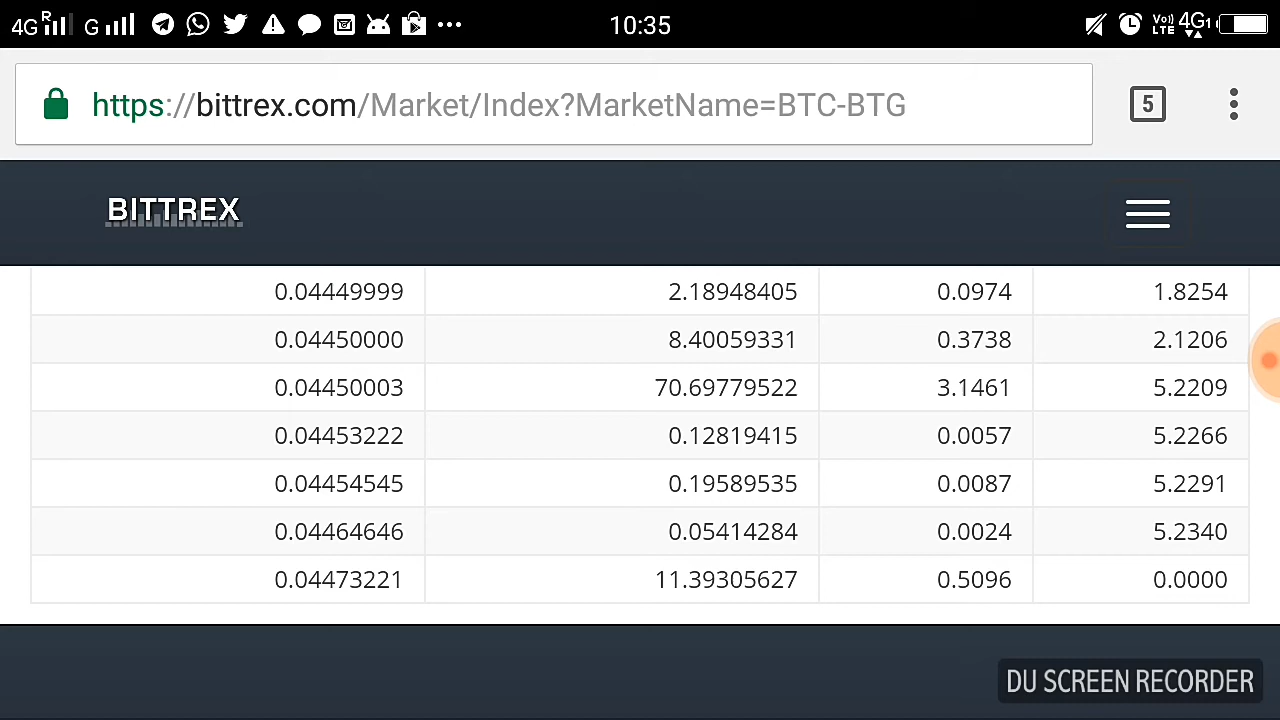 4G R G 10:35 Vo) LTE 4G1
https://bittrex.com/Market/Index?MarketName=BTC-BTG 5
BITTREX
0.04449999 2.18948405 0.0974 1.8254
0.04450000 8.40059331 0.3738 2.1206
0.04450003 70.69779522 3.1461 5.2209
0.04453222 0.12819415 0.0057 5.2266
0.04454545 0.19589535 0.0087 5.2291
0.04464646 0.05414284 0.0024 5.2340
0.04473221 11.39305627 0.5096 0.0000
DU SCREEN RECORDER